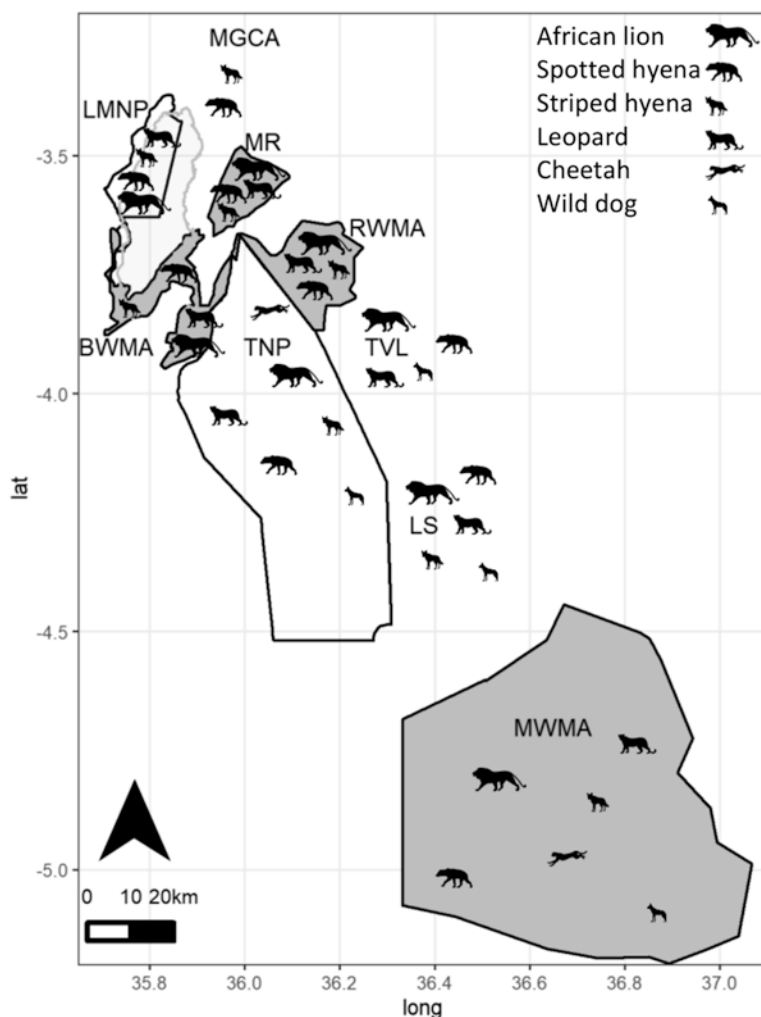 MGCA
African lion
Spotted hyena
Striped hyena
Leopard
Cheetah
Wild dog
LMNP
MR
-3.5
RWMA
BWMA
TNP
TVL
-4.0
lat
LS
-4.5
MWMA
-5.0
0 10 20km
35.8 36.0 36.2 36.4 36.6 36.8 37.0
long